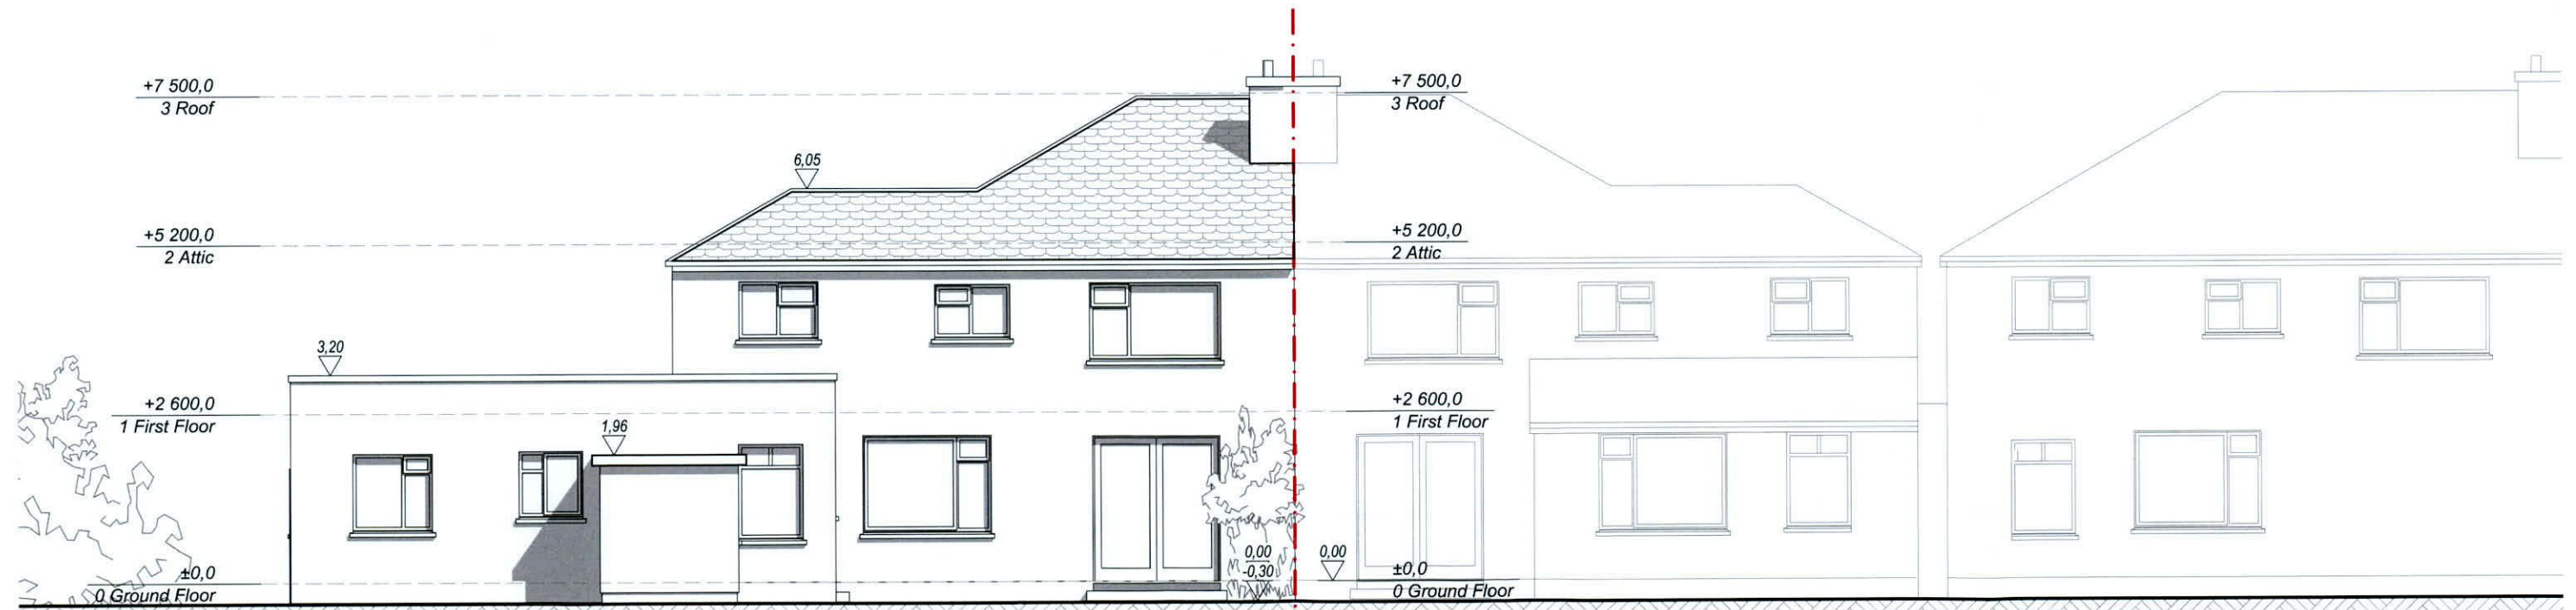 +7 500,0
3 Roof
+7 500,0
3 Roof
6,05
+5 200,0
2 Attic
+5 200,0
2 Attic
3,20
+2 600,0
1 First Floor
+2 600,0
1 First Floor
1,96
0,00
-0,30
0,00
±0,0
0 Ground Floor
±0,0
0 Ground Floor